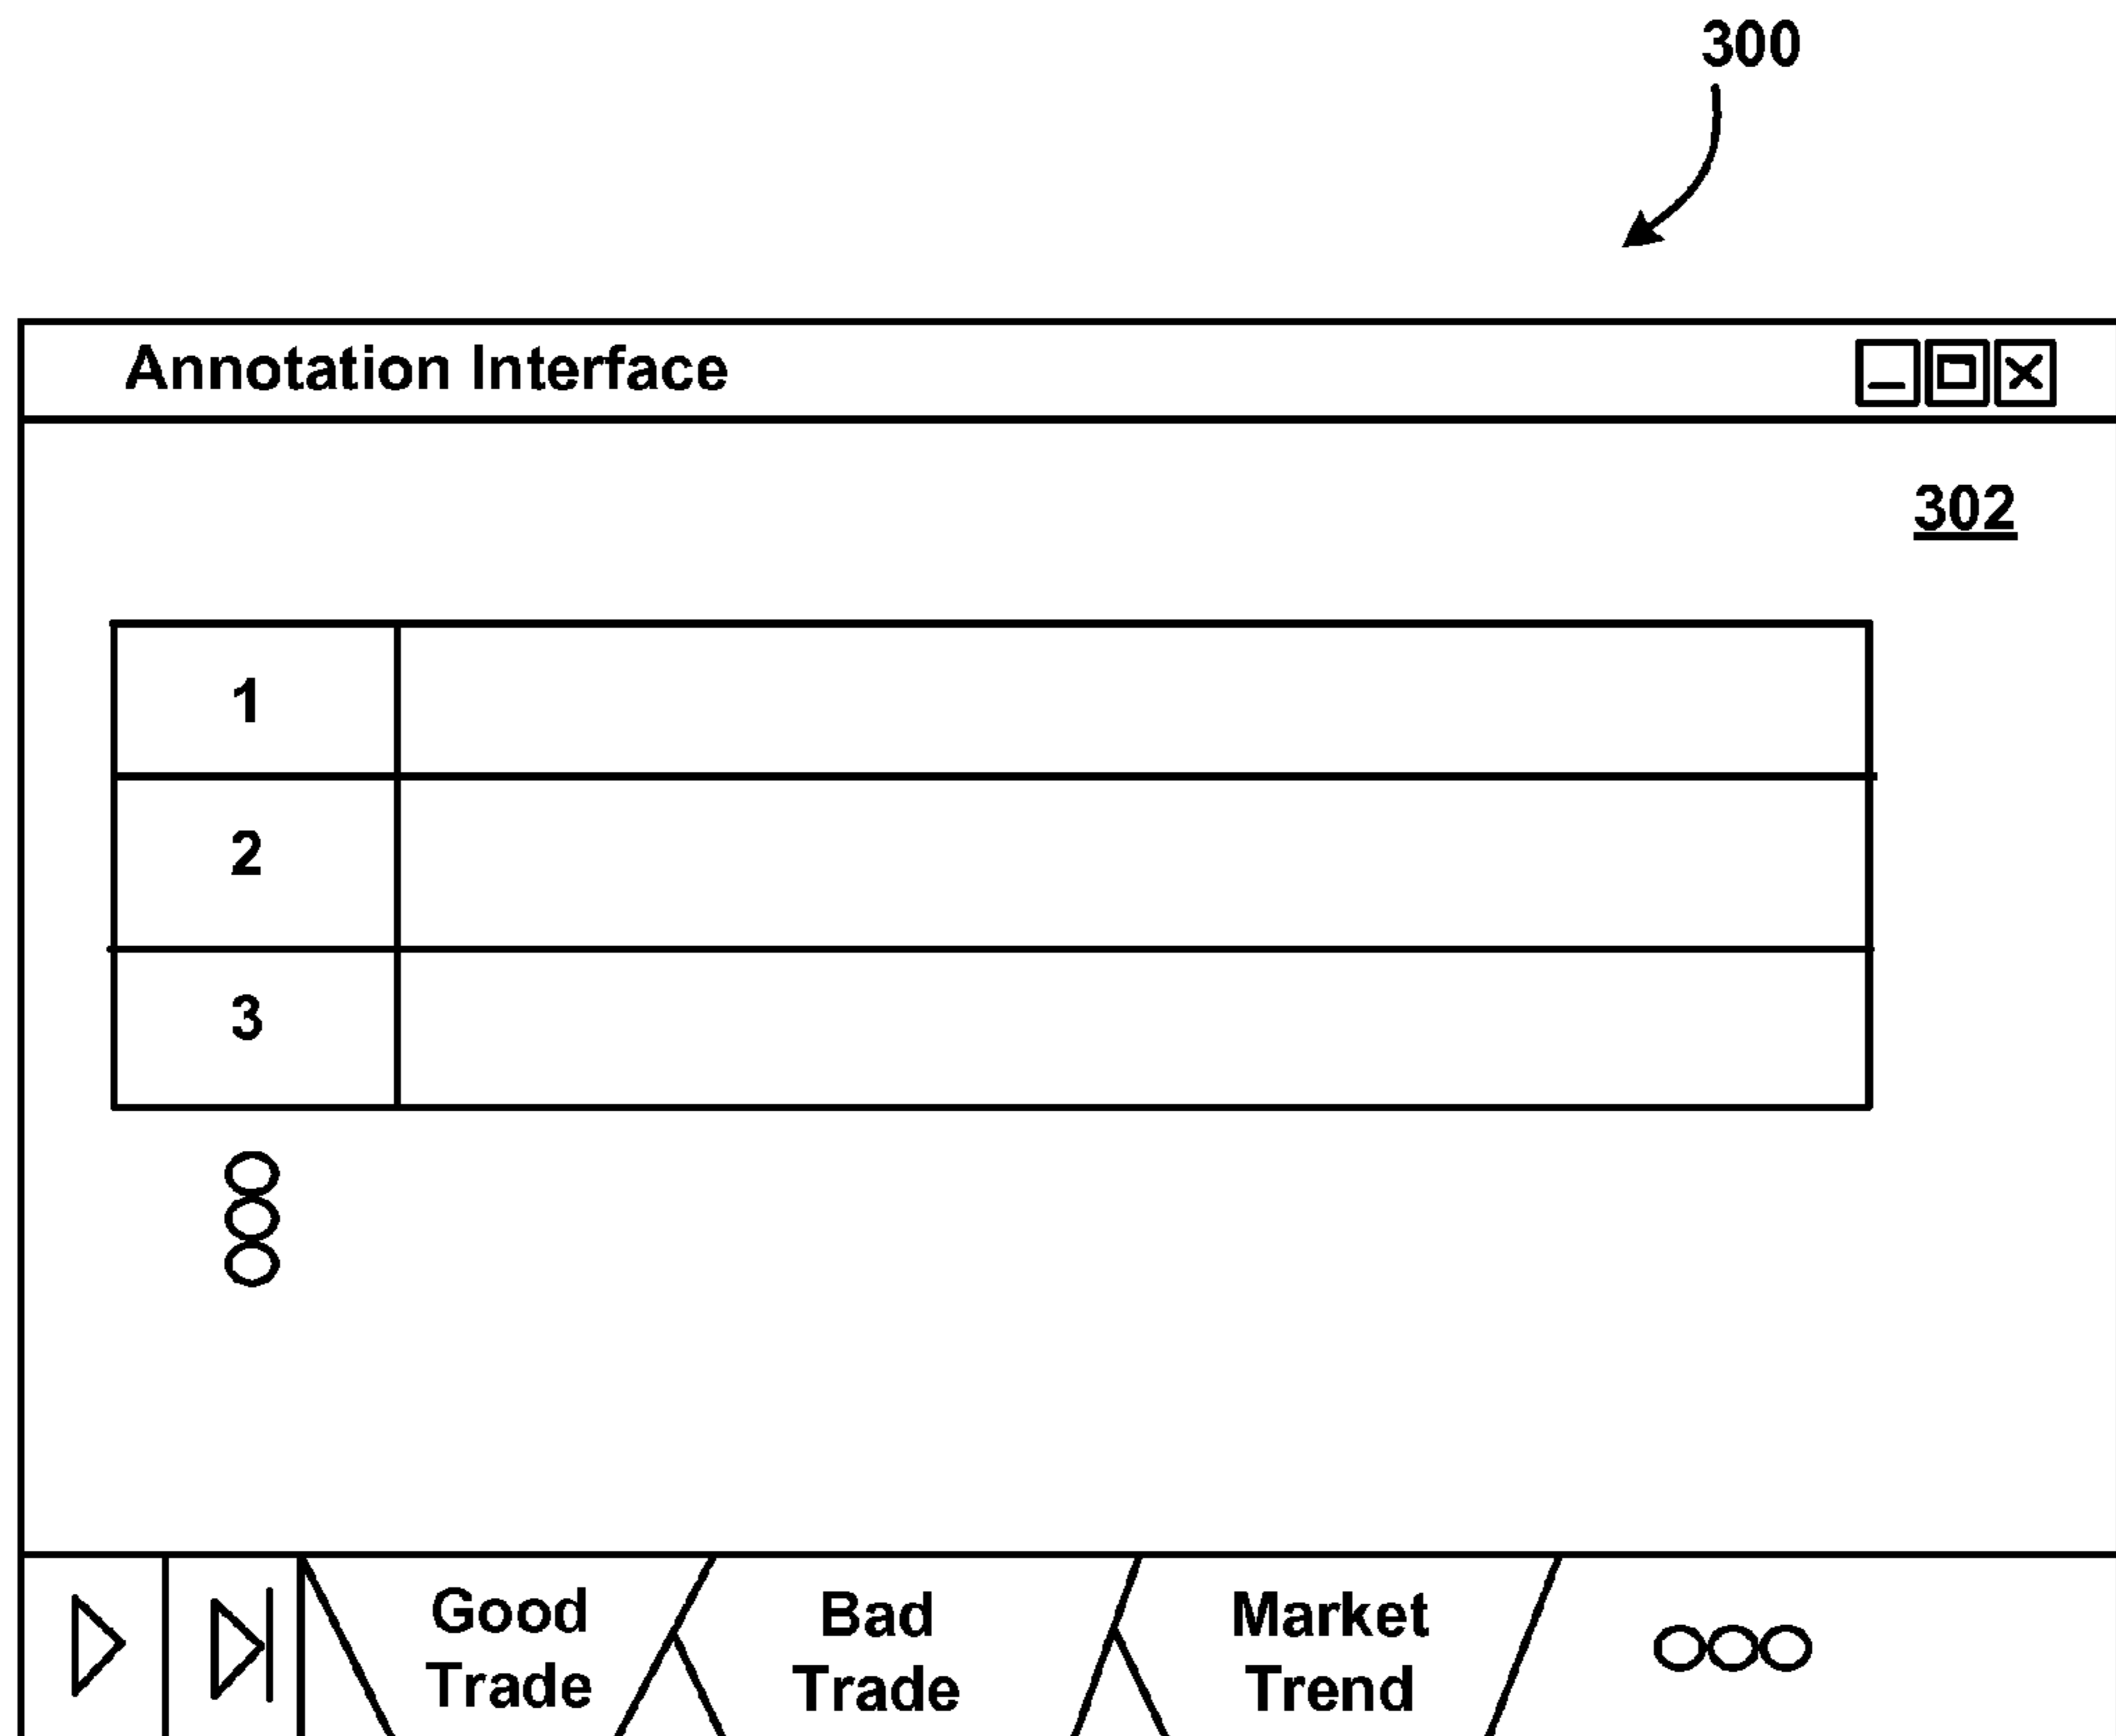 300
Annotation Interface
302
1
2
3
Good
Trade
Bad
Trade
Market
Trend